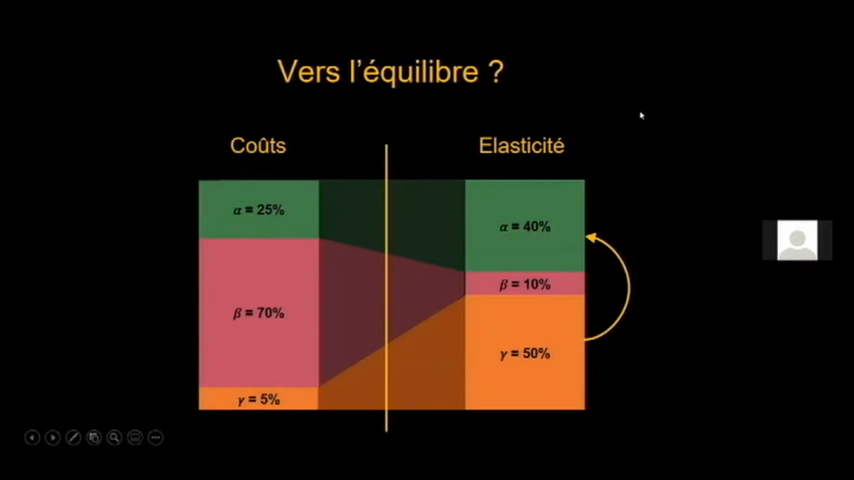 Vers l'équilibre ?
Coûts
Elasticité
α = 25%
α = 40%
β = 10%
β = 70%
γ = 50%
γ = 5%